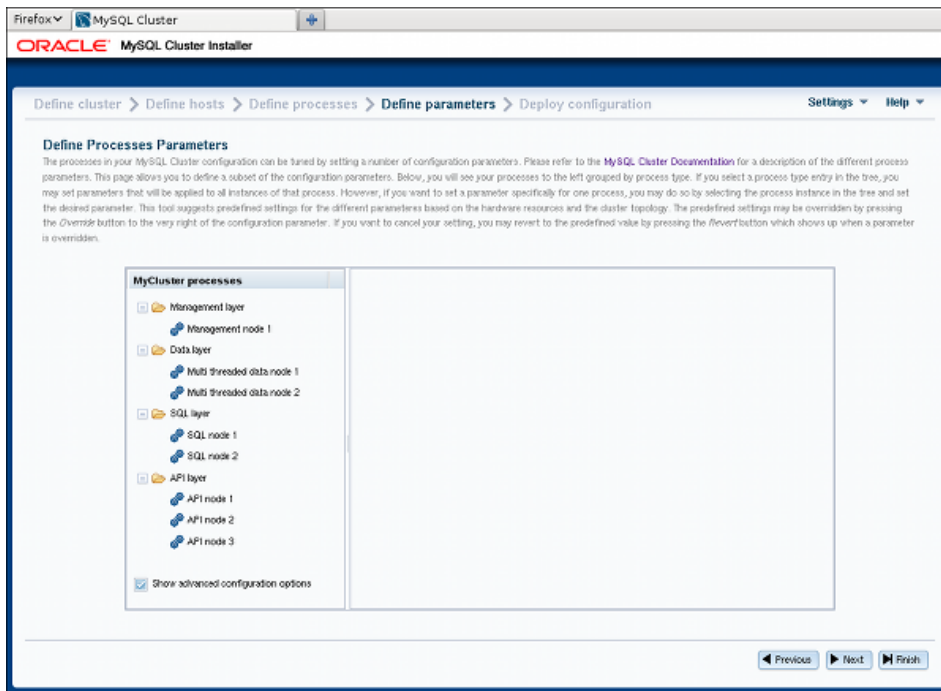 Firefox
MySQL Cluster
ORACLE MySQL Cluster Installer
Define cluster Define hosts Define processes Define parameters Deploy configuration Settings Help
Define Processes Parameters
The processes in your MySQL Cluster configuration can be tuned by setting a number of configuration parameters. Please refer to the MySQL Cluster Documentation for a description of the different process
parameters. This page allows you to define a subset of the configuration parameters. Below, you will see your processes to the left grouped by process type. If you select a process type entry in the tree, you
may set parameters that will be applied to all instances of that process. However, if you want to set a parameter specifically for one process, you may do so by selecting the process instance in the tree and set
the desired parameter. This tool suggests predefined settings for the different parameteres based on the hardware resources and the cluster topology. The predefined settings may be overridden by pressing
the Override button to the very right of the configuration parameter. If you want to cancel your setting, you may revert to the predefined value by pressing the Revert button which shows up when a parameter
is overridden.
MyCluster processes
Management layer
Management node 1
Data layer
Multi threaded data node 1
Multi threaded data node 2
SQL layer
SQL node 1
SQL node 2
API layer
API node 1
API node 2
API node 3
Show advanced configuration options
Previous Next Finish